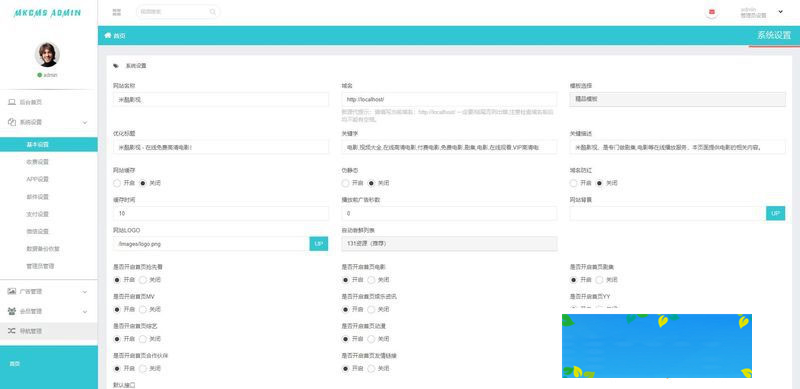 MKCMS ADMIN
视频搜索
admin
管理员设置
首页
系统设置
admin
后台首页
系统设置
基本设置
收费设置
APP设置
邮件设置
支付设置
微信设置
数据备份恢复
管理员管理
广告管理
会员管理
导航管理
首页
系统设置
网站名称
域名
模板选择
米酷影视
http://localhost/
精品模板
http://localhost/
优化标题
关键字
关键描述
米酷影视 - 在线免费高清电影！
电影,视频大全,在线高清电影,付费电影,免费电影,剧集,电影,在线观看,VIP高清电
米酷影视，是专门做剧集,电影等在线播放服务，本页面提供电影的相关内容。
网站缓存
伪静态
域名防红
开启 关闭
开启 关闭
开启 关闭
缓存时间
播放前广告秒数
网站背景
10
0
UP
网站LOGO
自动尝鲜列表
/images/logo.png
UP
131资源（推荐）
是否开启首页抢先看
是否开启首页电影
是否开启首页剧集
开启 关闭
开启 关闭
开启 关闭
是否开启首页MV
是否开启首页娱乐资讯
是否开启首页YY
开启 关闭
开启 关闭
是否开启首页综艺
是否开启首页动漫
开启 关闭
开启 关闭
是否开启首页合作伙伴
是否开启首页友情链接
开启 关闭
开启 关闭
默认接口